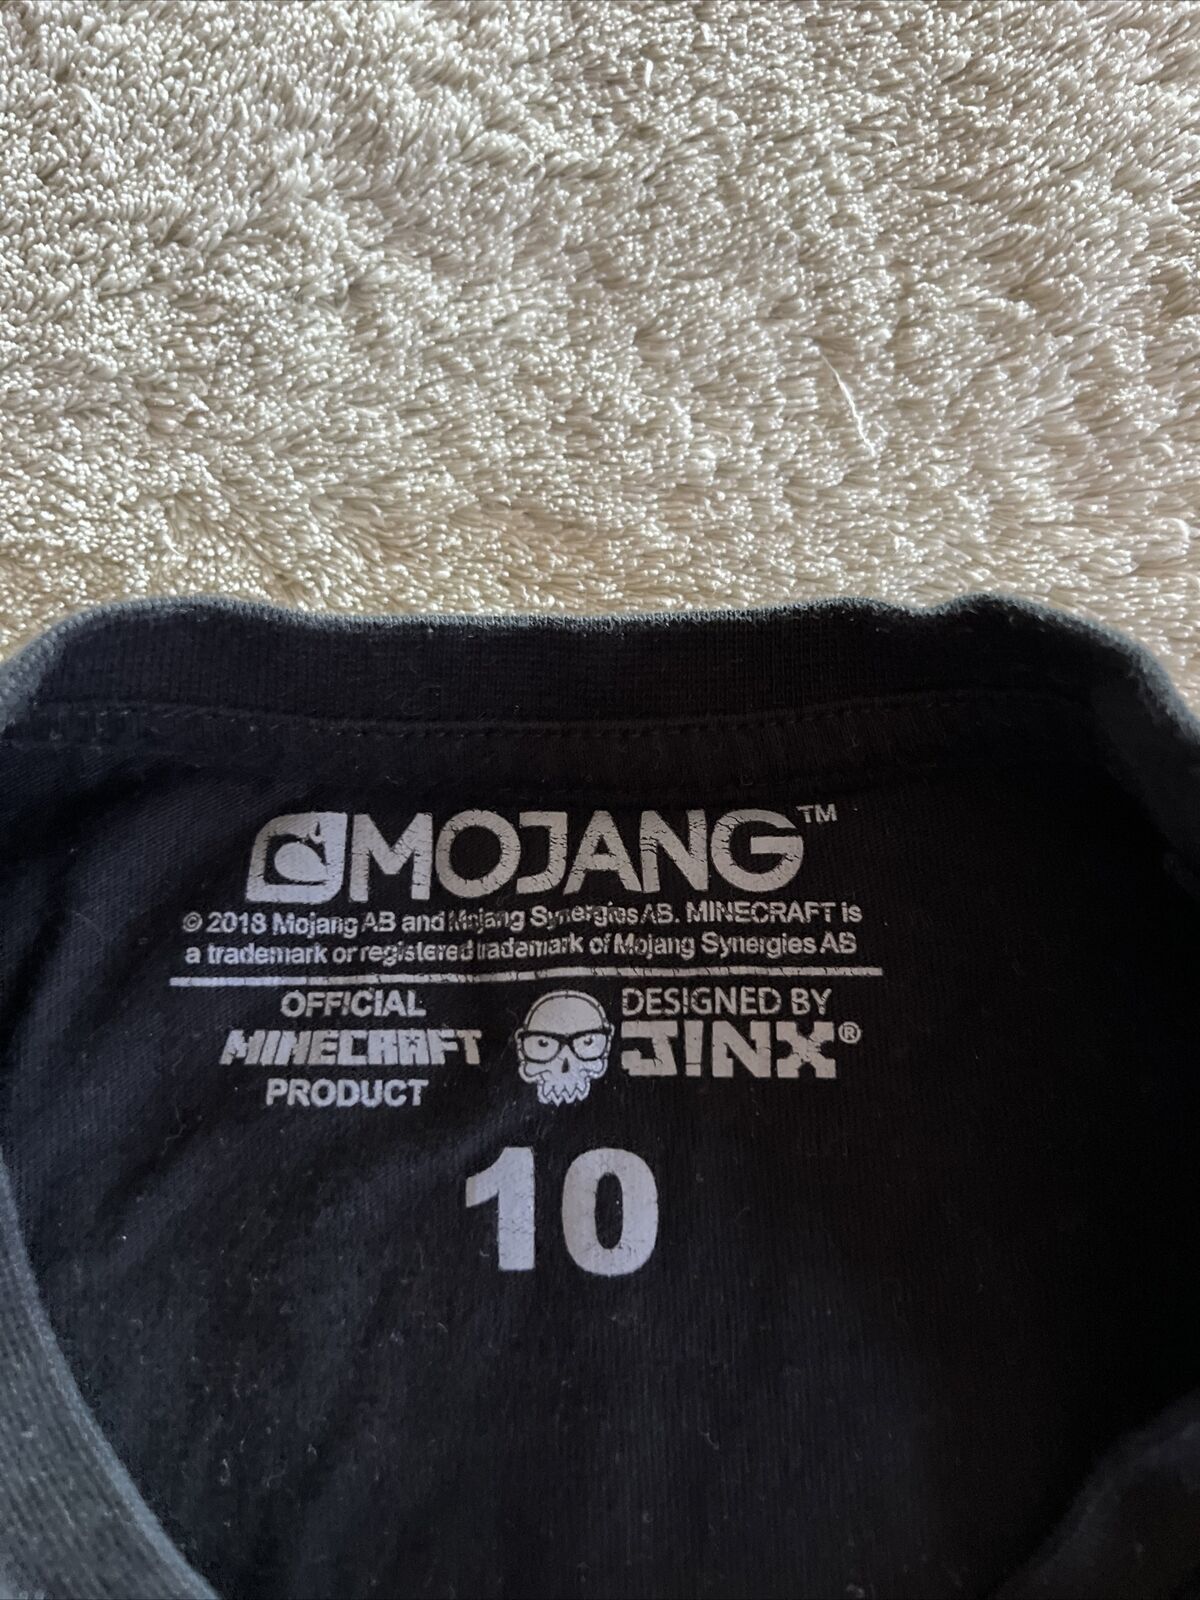 MOJANG™
© 2018 Mojang AB and Mojang Synergies AB. MINECRAFT is
a trademark or registered trademark of Mojang Synergies AB
OFFICIAL
MINECRAFT
PRODUCT
DESIGNED BY
J!NX®
10